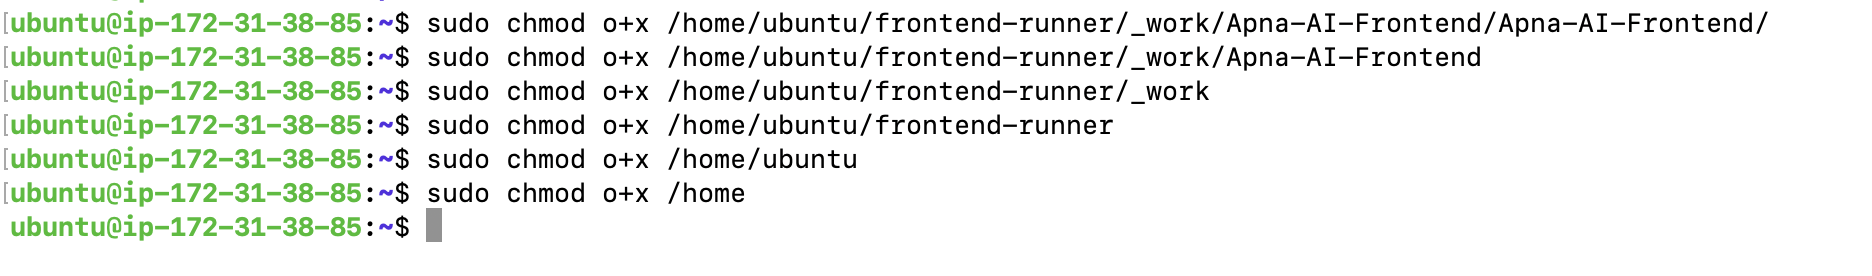 [ubuntu@ip-172-31-38-85:~$ sudo chmod o+x /home/ubuntu/frontend-runner/_work/Apna-AI-Frontend/Apna-AI-Frontend/
[ubuntu@ip-172-31-38-85:~$ sudo chmod o+x /home/ubuntu/frontend-runner/_work/Apna-AI-Frontend
[ubuntu@ip-172-31-38-85:~$ sudo chmod o+x /home/ubuntu/frontend-runner/_work
[ubuntu@ip-172-31-38-85:~$ sudo chmod o+x /home/ubuntu/frontend-runner
[ubuntu@ip-172-31-38-85:~$ sudo chmod o+x /home/ubuntu
[ubuntu@ip-172-31-38-85:~$ sudo chmod o+x /home
ubuntu@ip-172-31-38-85:~$